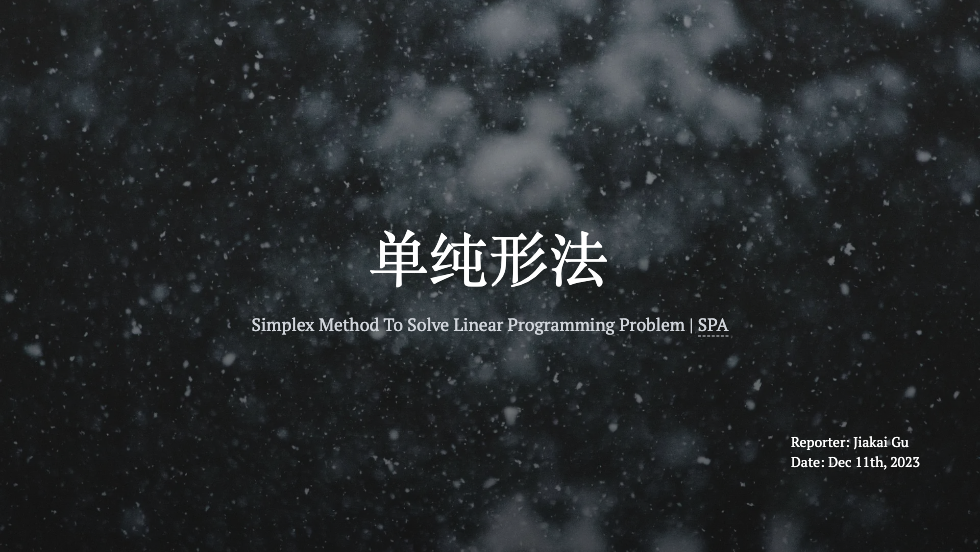 单纯形法
Simplex Method To Solve Linear Programming Problem | SPA
Reporter: Jiakai Gu
Date: Dec 11th, 2023